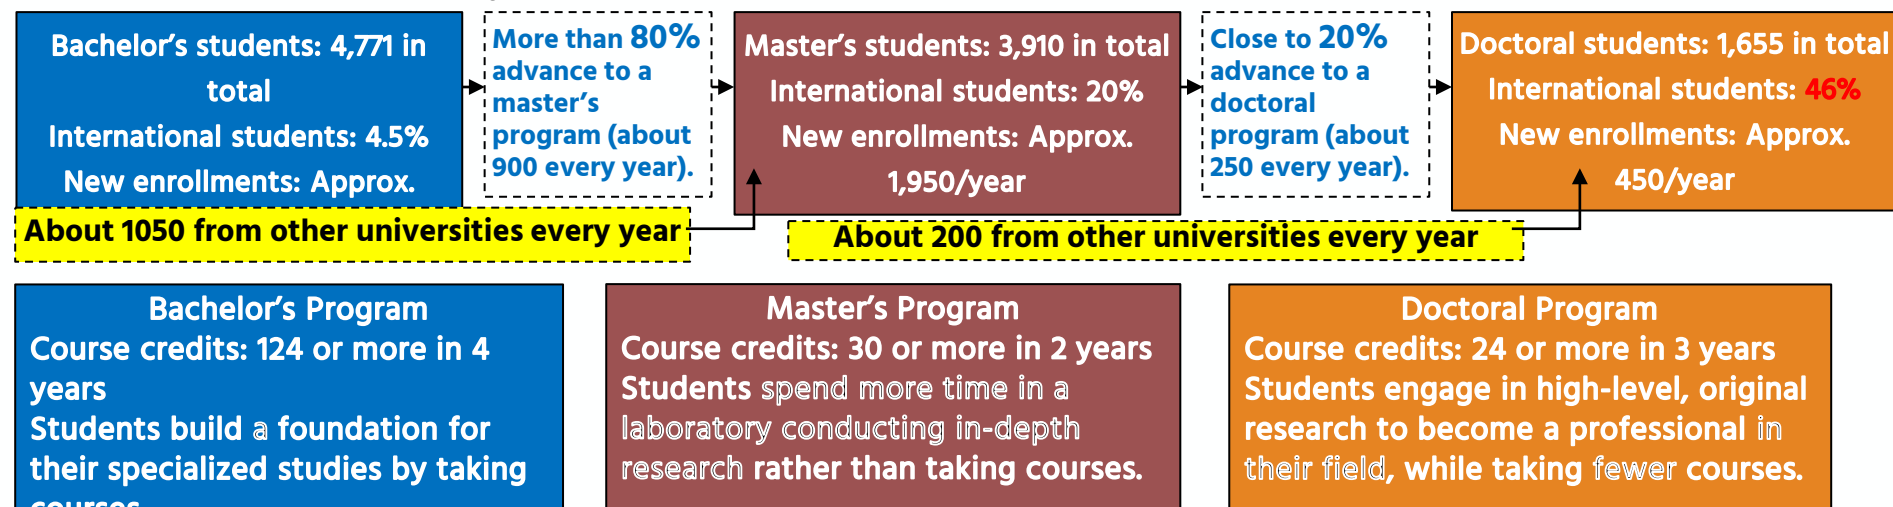 Bachelor's students: 4,771 in
total
International students: 4.5%
New enrollments: Approx.
More than 80%
advance to a
master's
program (about
900 every year).
Master's students: 3,910 in total
International students: 20%
New enrollments: Approx.
1,950/year
Close to 20%
advance to a
doctoral
program (about
250 every year).
Doctoral students: 1,655 in total
International students: 46%
New enrollments: Approx.
450/year
About 1050 from other universities every year
About 200 from other universities every year
Bachelor's Program
Course credits: 124 or more in 4
years
Students build a foundation for
their specialized studies by taking
courses
Master's Program
Course credits: 30 or more in 2 years
Students spend more time in a
laboratory conducting in-depth
research rather than taking courses.
Doctoral Program
Course credits: 24 or more in 3 years
Students engage in high-level, original
research to become a professional in
their field, while taking fewer courses.